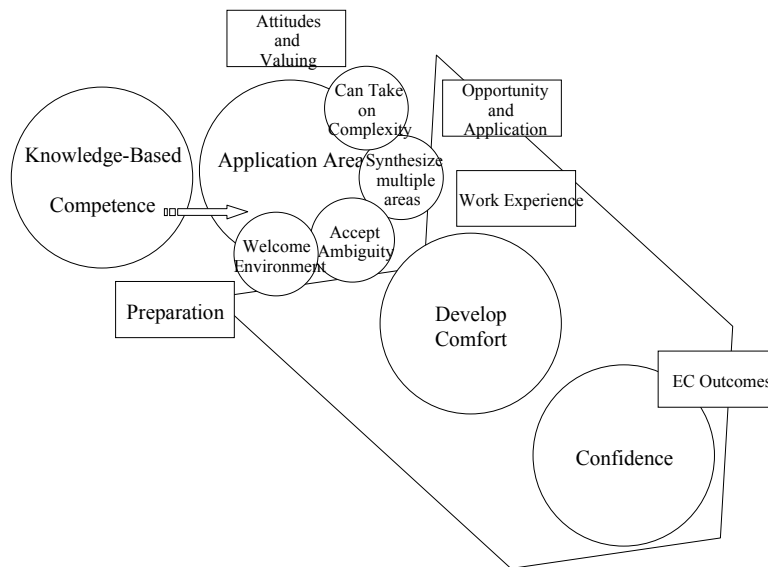 Attitudes
and
Valuing
Can Take
on
Complexity
Opportunity
and
Application
Knowledge-Based
Competence
Application Area
Synthesize
multiple
areas
Work Experience
Welcome
Environment
Accept
Ambiguity
Preparation
Develop
Comfort
EC Outcomes
Confidence